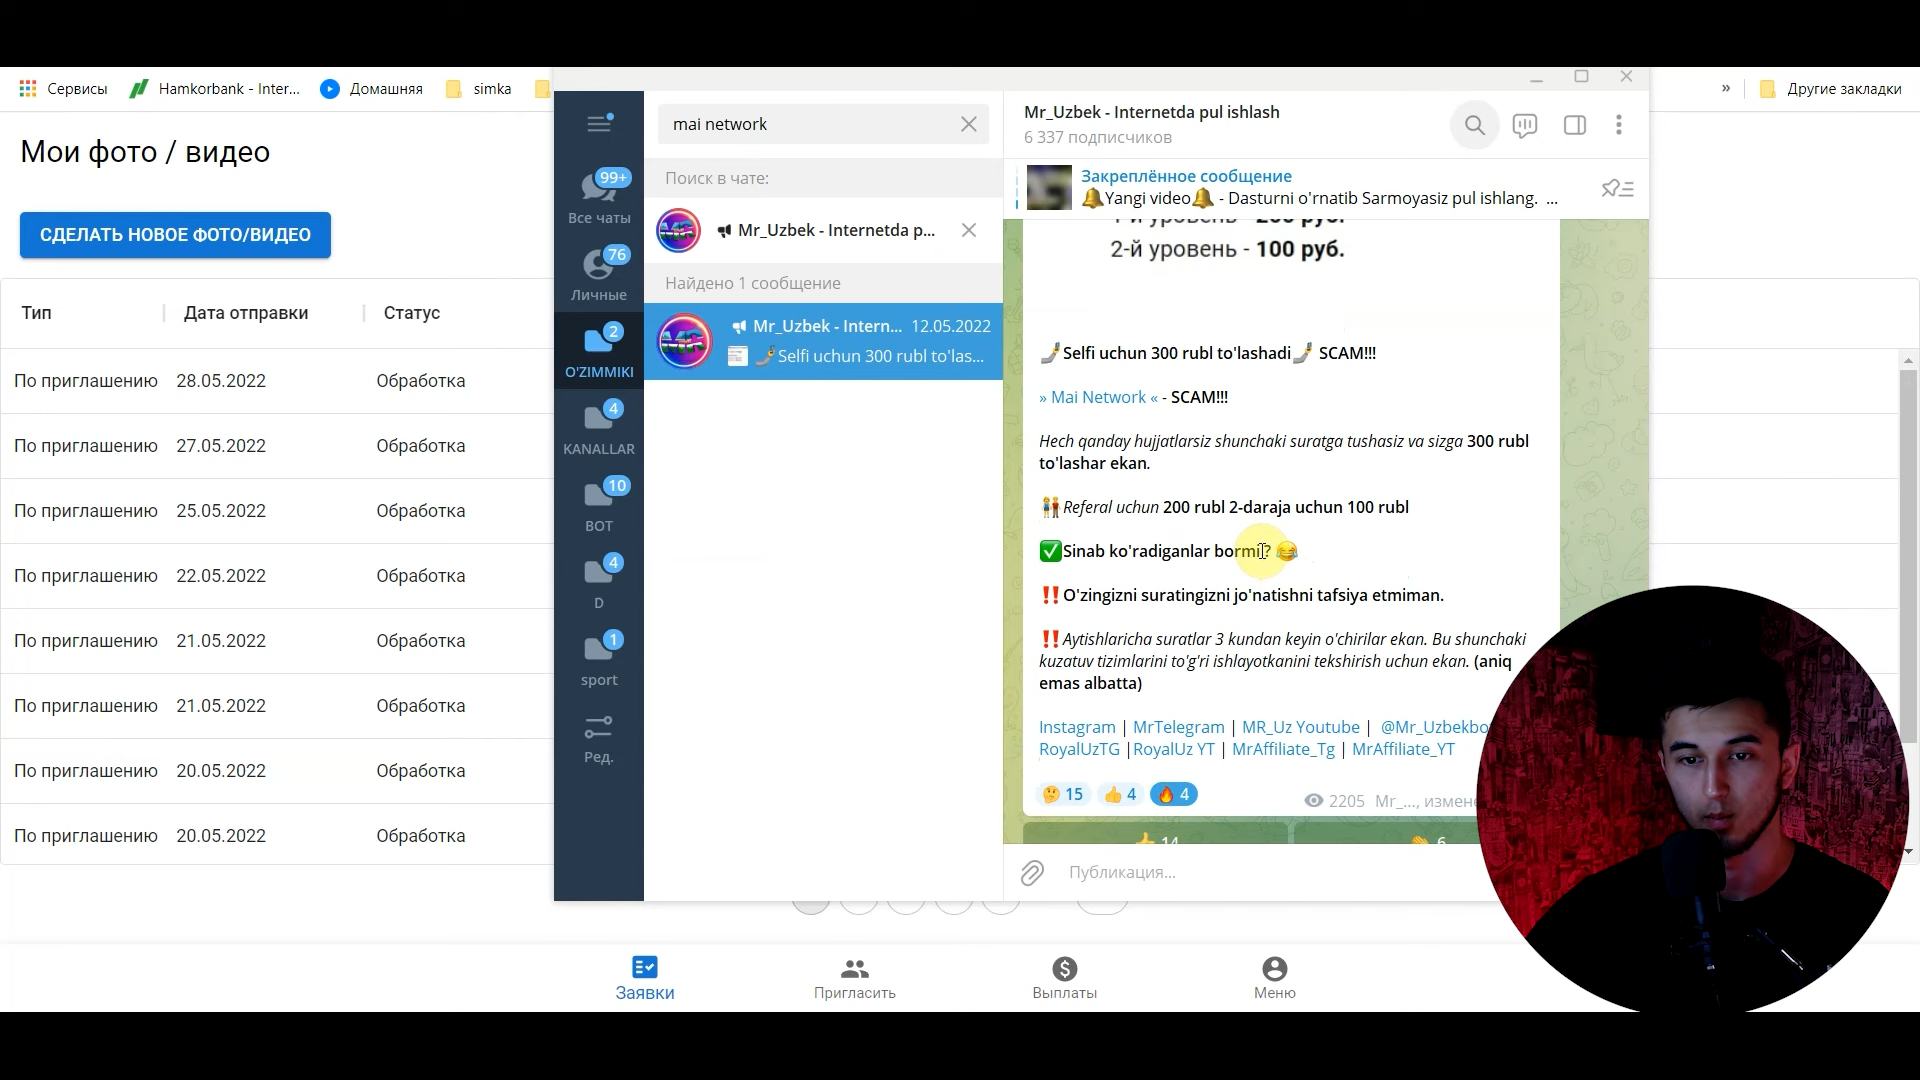 Сервисы
Hamkorbank - Inter...
Домашняя
simka
»
Другие закладки
Мои фото / видео
СДЕЛАТЬ НОВОЕ ФОТО/ВИДЕО
Тип
Дата отправки
Статус
По приглашению 28.05.2022 Обработка
По приглашению 27.05.2022 Обработка
По приглашению 25.05.2022 Обработка
По приглашению 22.05.2022 Обработка
По приглашению 21.05.2022 Обработка
По приглашению 21.05.2022 Обработка
По приглашению 20.05.2022 Обработка
По приглашению 20.05.2022 Обработка
99+
Все чаты
76
Личные
2
O'ZIMMIKI
4
KANALLAR
10
BOT
4
D
1
sport
Ред.
mai network
Поиск в чате:
Mr_Uzbek - Internetda p...
Найдено 1 сообщение
Mr_Uzbek - Intern... 12.05.2022
🤳Selfi uchun 300 rubl to'las...
Mr_Uzbek - Internetda pul ishlash
6 337 подписчиков
Закреплённое сообщение
🔔Yangi video🔔 - Dasturni o'rnatib Sarmoyasiz pul ishlang. ...
1-й уровень - 200 руб.
2-й уровень - 100 руб.
🤳Selfi uchun 300 rubl to'lashadi🤳 SCAM!!!
» Mai Network « - SCAM!!!
Hech qanday hujjatlarsiz shunchaki suratga tushasiz va sizga 300 rubl
to'lashar ekan.
👫Referal uchun 200 rubl 2-daraja uchun 100 rubl
✅Sinab ko'radiganlar bormi? 😂
‼️O'zingizni suratingizni jo'natishni tafsiya etmiman.
‼️Aytishlaricha suratlar 3 kundan keyin o'chirilar ekan. Bu shunchaki
kuzatuv tizimlarini to'g'ri ishlayotkanini tekshirish uchun ekan. (aniq
emas albatta)
Instagram | MrTelegram | MR_Uz Youtube | @Mr_Uzbekbo
RoyalUzTG |RoyalUz YT | MrAffiliate_Tg | MrAffiliate_YT
🤔 15 👍 4 🔥 4
2205 Mr_..., измене
👍 14 👏 6
Публикация...
Заявки
Пригласить
Выплаты
Меню